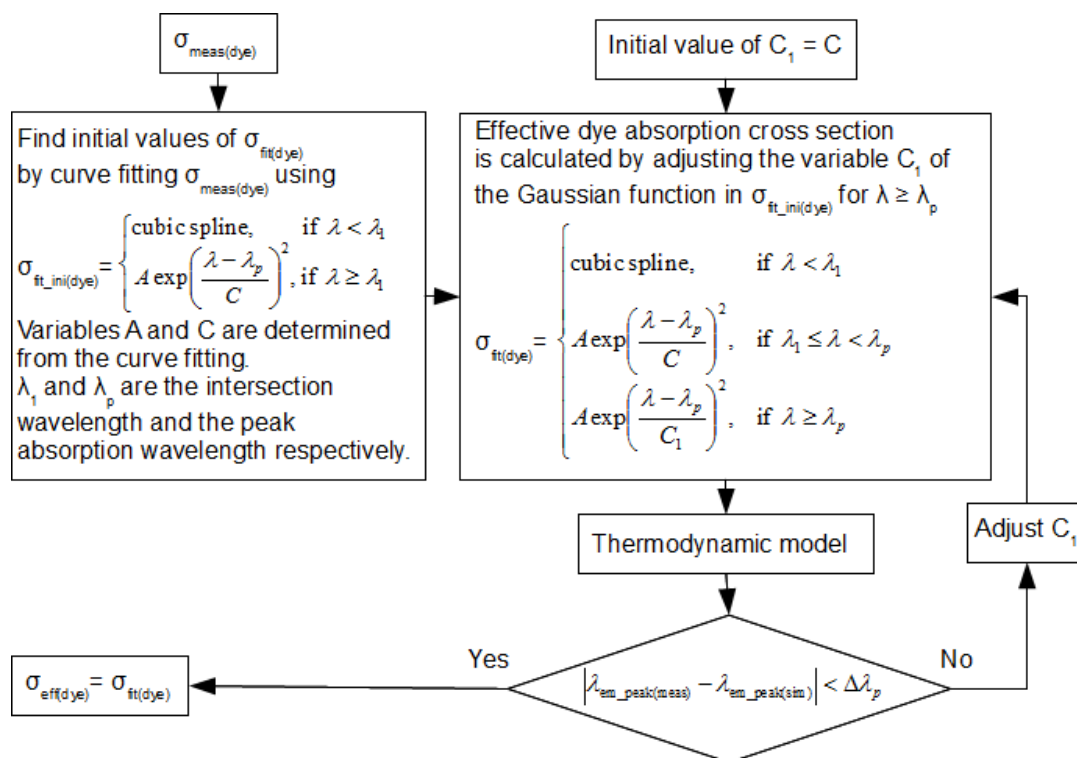 σmeas(dye)
Find initial values of σfit(dye)
by curve fitting σmeas(dye) using
σfit_ini(dye)= { cubic spline, if λ < λ1
A exp((λ − λp)/C)², if λ ≥ λ1
Variables A and C are determined
from the curve fitting.
λ1 and λp are the intersection
wavelength and the peak
absorption wavelength respectively.
Initial value of C1 = C
Effective dye absorption cross section
is calculated by adjusting the variable C1 of
the Gaussian function in σfit_ini(dye) for λ ≥ λp
σfit(dye)= { cubic spline, if λ < λ1
A exp((λ − λp)/C)², if λ1 ≤ λ < λp
A exp((λ − λp)/C1)², if λ ≥ λp
Thermodynamic model
Adjust C1
Yes
No
|λem_peak(meas) − λem_peak(sim)| < Δλp
σeff(dye)= σfit(dye)